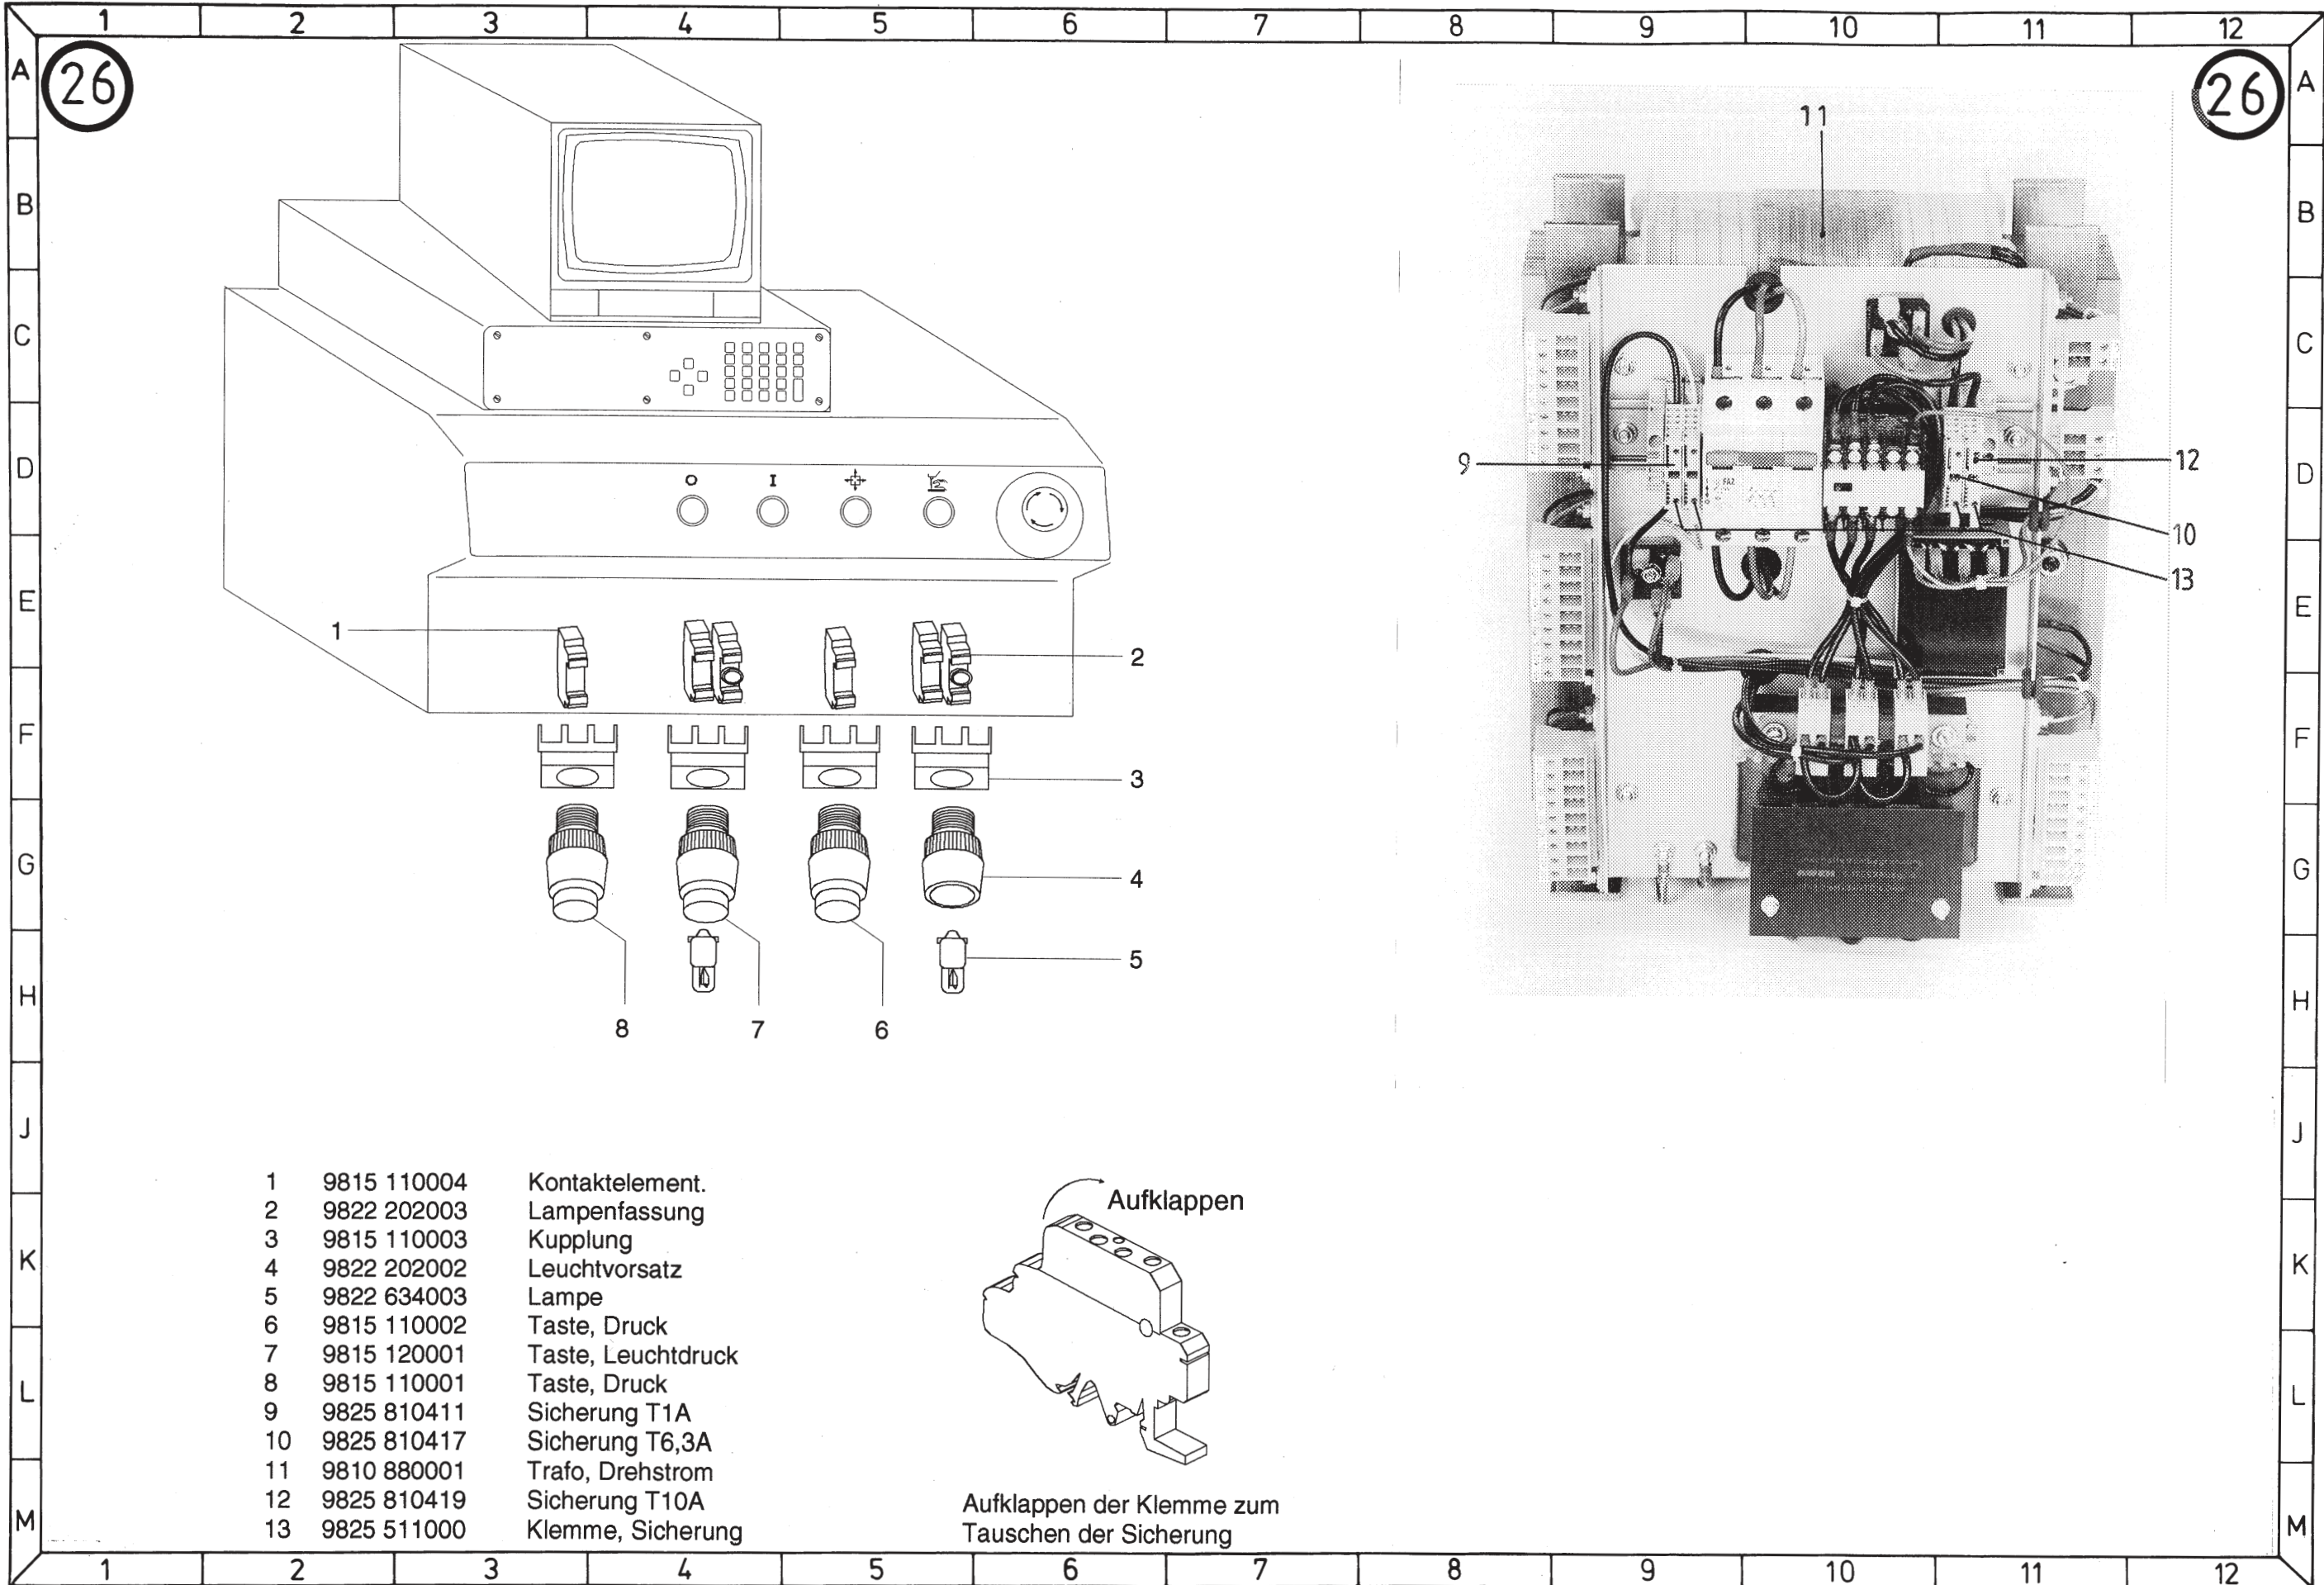 1 2 3 4 5 6 7 8 9 10 11 12
A
B
C
D
E
F
G
H
J
K
L
M
26
O I
1
2
3
4
5
8 7 6
26
11
9
FAZ
12
10
13
A
B
C
D
E
F
G
H
J
K
L
M
1 9815 110004 Kontaktelement.
2 9822 202003 Lampenfassung
3 9815 110003 Kupplung
4 9822 202002 Leuchtvorsatz
5 9822 634003 Lampe
6 9815 110002 Taste, Druck
7 9815 120001 Taste, Leuchtdruck
8 9815 110001 Taste, Druck
9 9825 810411 Sicherung T1A
10 9825 810417 Sicherung T6,3A
11 9810 880001 Trafo, Drehstrom
12 9825 810419 Sicherung T10A
13 9825 511000 Klemme, Sicherung
Aufklappen
Aufklappen der Klemme zum
Tauschen der Sicherung
1 2 3 4 5 6 7 8 9 10 11 12